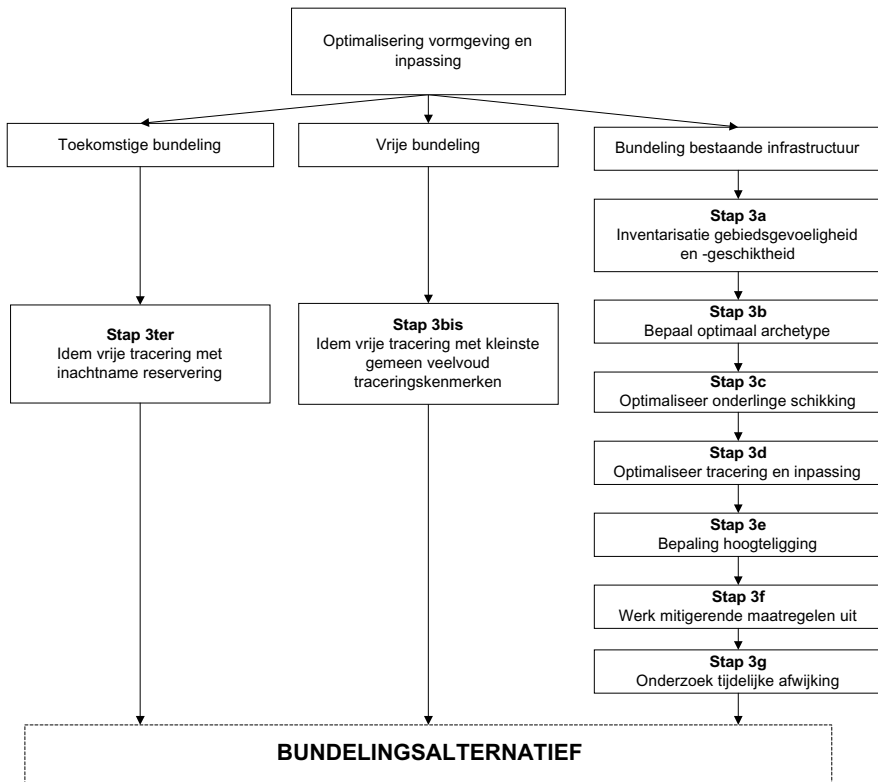 Optimalisering vormgeving en
inpassing
Toekomstige bundeling
Vrije bundeling
Bundeling bestaande infrastructuur
Stap 3a
Inventarisatie gebiedsgevoeligheid
en -geschiktheid
Stap 3ter
Idem vrije tracering met
inachtname reservering
Stap 3bis
Idem vrije tracering met kleinste
gemeen veelvoud
traceringskenmerken
Stap 3b
Bepaal optimaal archetype
Stap 3c
Optimaliseer onderlinge schikking
Stap 3d
Optimaliseer tracering en inpassing
Stap 3e
Bepaling hoogteligging
Stap 3f
Werk mitigerende maatregelen uit
Stap 3g
Onderzoek tijdelijke afwijking
BUNDELINGSALTERNATIEF